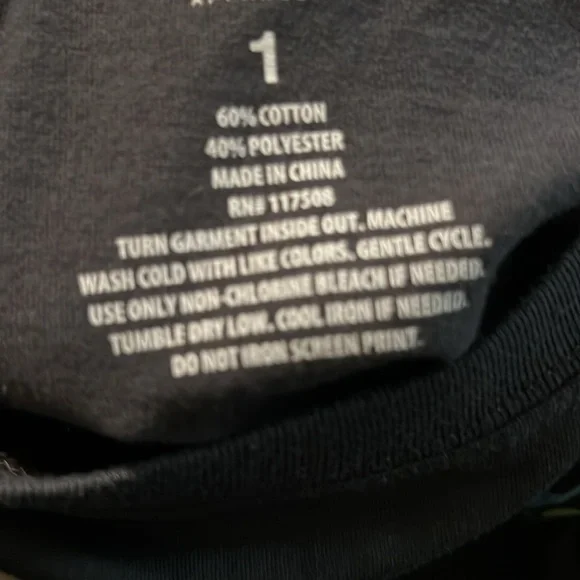 1
60% COTTON
40% POLYESTER
MADE IN CHINA
RN# 117508
TURN GARMENT INSIDE OUT. MACHINE
WASH COLD WITH LIKE COLORS. GENTLE CYCLE.
USE ONLY NON-CHLORINE BLEACH IF NEEDED.
TUMBLE DRY LOW. COOL IRON IF NEEDED.
DO NOT IRON SCREEN PRINT.